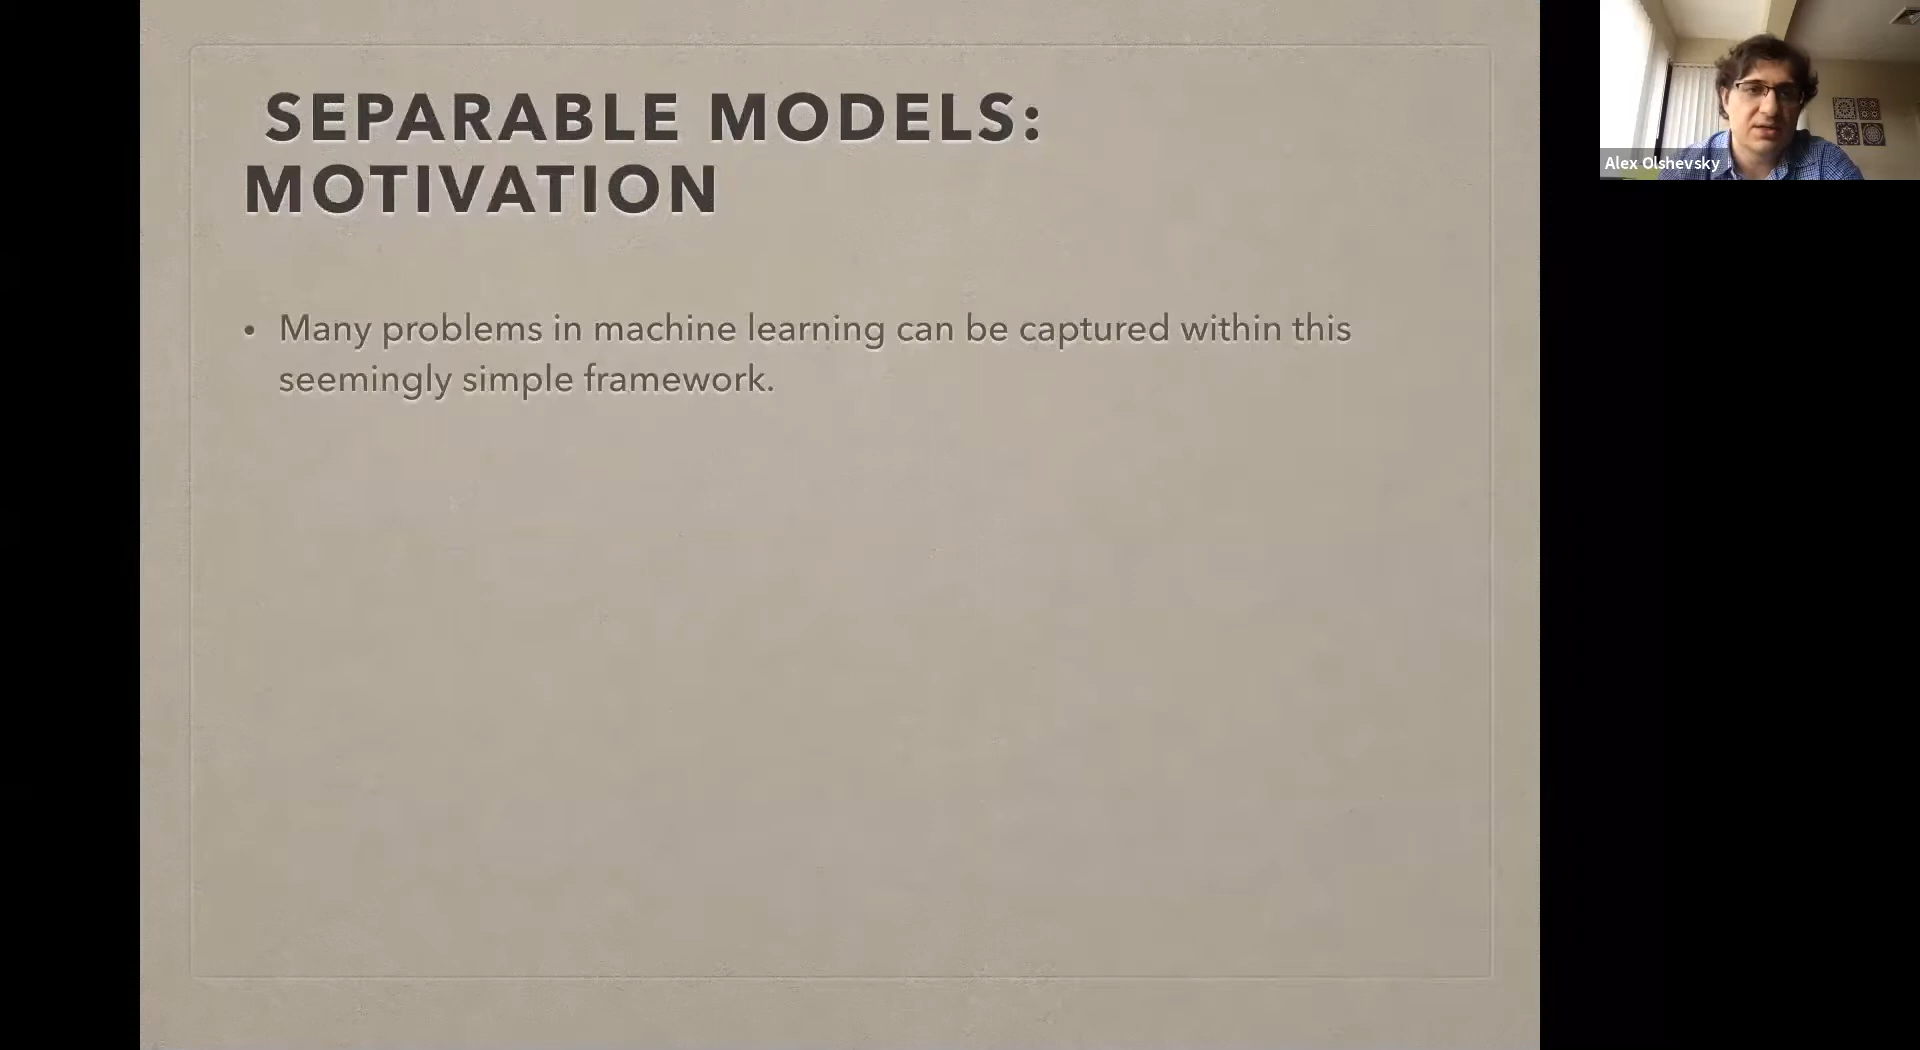 SEPARABLE MODELS:
MOTIVATION
• Many problems in machine learning can be captured within this
seemingly simple framework.
Alex Olshevsky